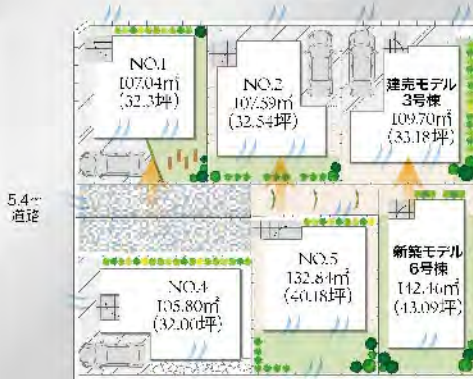 NO.1
107.04㎡
(32.3坪)
NO.2
107.59㎡
(32.54坪)
建売モデル
3号棟
109.70㎡
(33.18坪)
5.4m
道路
NO.4
105.80㎡
(32.00坪)
NO.5
132.84㎡
(40.18坪)
新築モデル
6号棟
142.46㎡
(43.09坪)